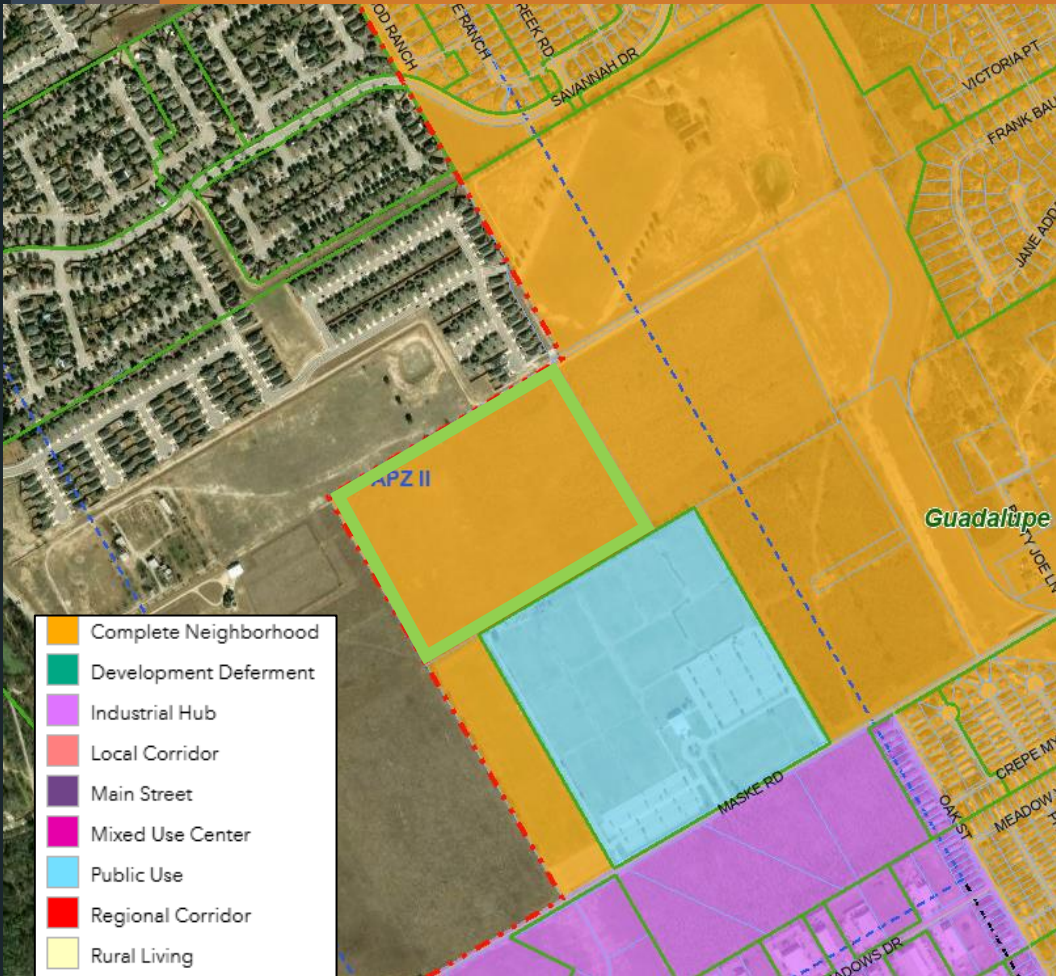 OD RANCH
E RANCH
REEK RD
SAVANNAH DR
VICTORIA PT
FRANK BAU
JANE ADD
APZ II
Guadalupe
Y JOE LN
MASKE RD
OAK ST
CREPE MY
MEADOW
ADOWS DR
Complete Neighborhood
Development Deferment
Industrial Hub
Local Corridor
Main Street
Mixed Use Center
Public Use
Regional Corridor
Rural Living